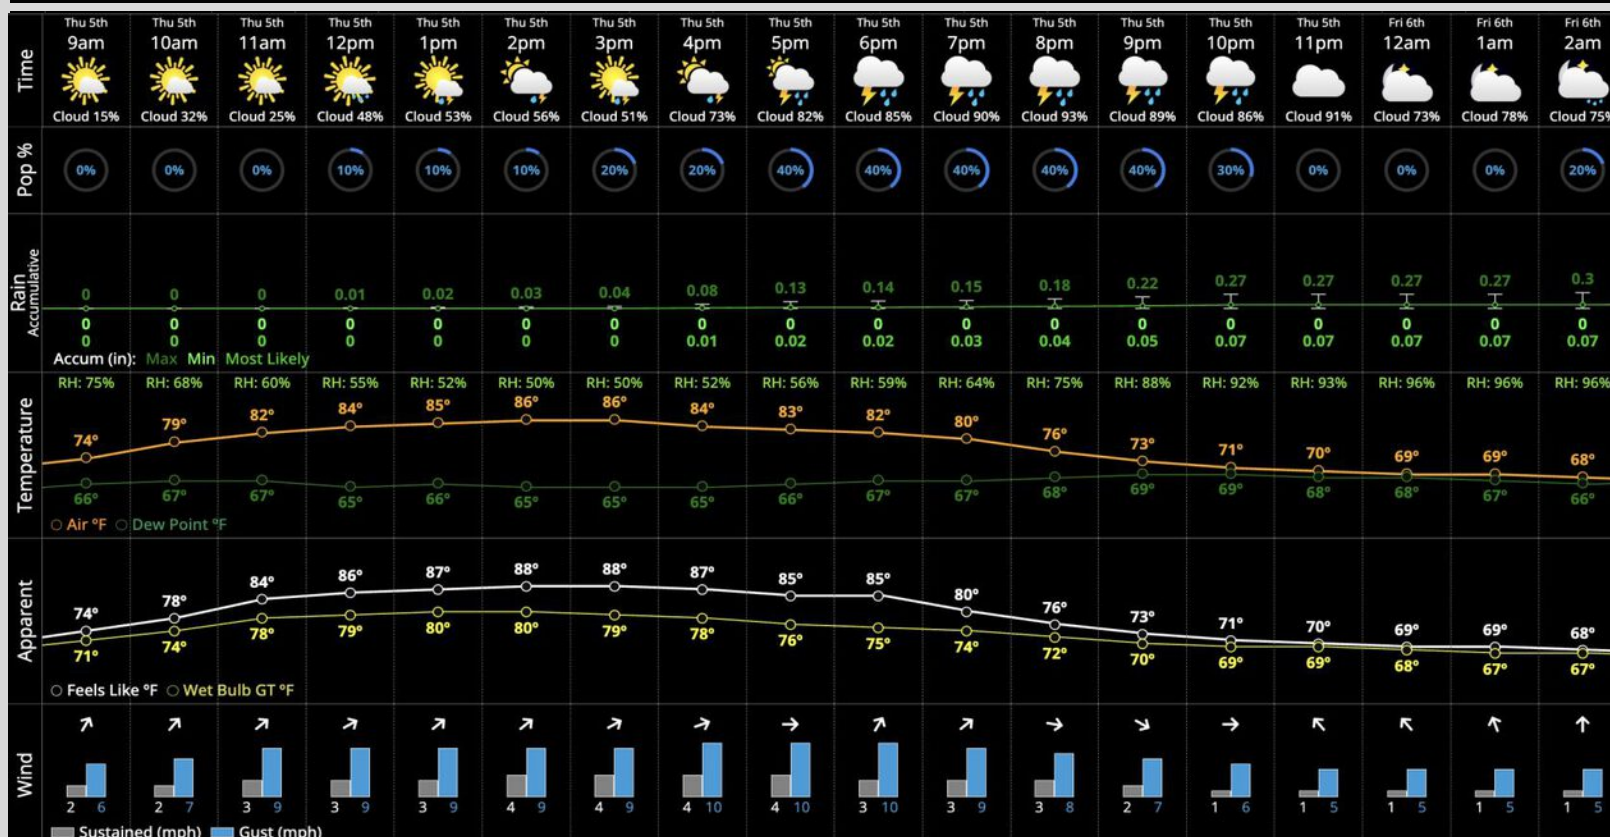 Time
Thu 5th Thu 5th Thu 5th Thu 5th Thu 5th Thu 5th Thu 5th Thu 5th Thu 5th Thu 5th Thu 5th Thu 5th Thu 5th Thu 5th Thu 5th Fri 6th Fri 6th Fri 6th
9am 10am 11am 12pm 1pm 2pm 3pm 4pm 5pm 6pm 7pm 8pm 9pm 10pm 11pm 12am 1am 2am
Cloud 15% Cloud 32% Cloud 25% Cloud 48% Cloud 53% Cloud 56% Cloud 51% Cloud 73% Cloud 82% Cloud 85% Cloud 90% Cloud 93% Cloud 89% Cloud 86% Cloud 91% Cloud 73% Cloud 78% Cloud 75%
Pop %
0% 0% 0% 10% 10% 10% 20% 20% 40% 40% 40% 40% 40% 30% 0% 0% 0% 20%
Rain
Accumulative
0 0 0 0.01 0.02 0.03 0.04 0.08 0.13 0.14 0.15 0.18 0.22 0.27 0.27 0.27 0.27 0.3
0 0 0 0 0 0 0 0 0 0 0 0 0 0 0 0 0 0
0 0 0 0 0 0 0 0.01 0.02 0.02 0.03 0.04 0.05 0.07 0.07 0.07 0.07 0.07
Accum (in): Max Min Most Likely
Temperature
RH: 75% RH: 68% RH: 60% RH: 55% RH: 52% RH: 50% RH: 50% RH: 52% RH: 56% RH: 59% RH: 64% RH: 75% RH: 88% RH: 92% RH: 93% RH: 96% RH: 96% RH: 96%
74° 79° 82° 84° 85° 86° 86° 84° 83° 82° 80° 76° 73° 71° 70° 69° 69° 68°
66° 67° 67° 65° 66° 65° 65° 65° 66° 67° 67° 68° 69° 69° 68° 68° 67° 66°
Air °F Dew Point °F
Apparent
74° 78° 84° 86° 87° 88° 88° 87° 85° 85° 80° 76° 73° 71° 70° 69° 69° 68°
71° 74° 78° 79° 80° 80° 79° 78° 76° 75° 74° 72° 70° 69° 69° 68° 67° 67°
Feels Like °F Wet Bulb GT °F
Wind
2 6 2 7 3 9 3 9 3 9 4 9 4 9 4 10 4 10 3 10 3 9 3 8 2 7 1 6 1 5 1 5 1 5 1 5
Sustained (mph) Gust (mph)